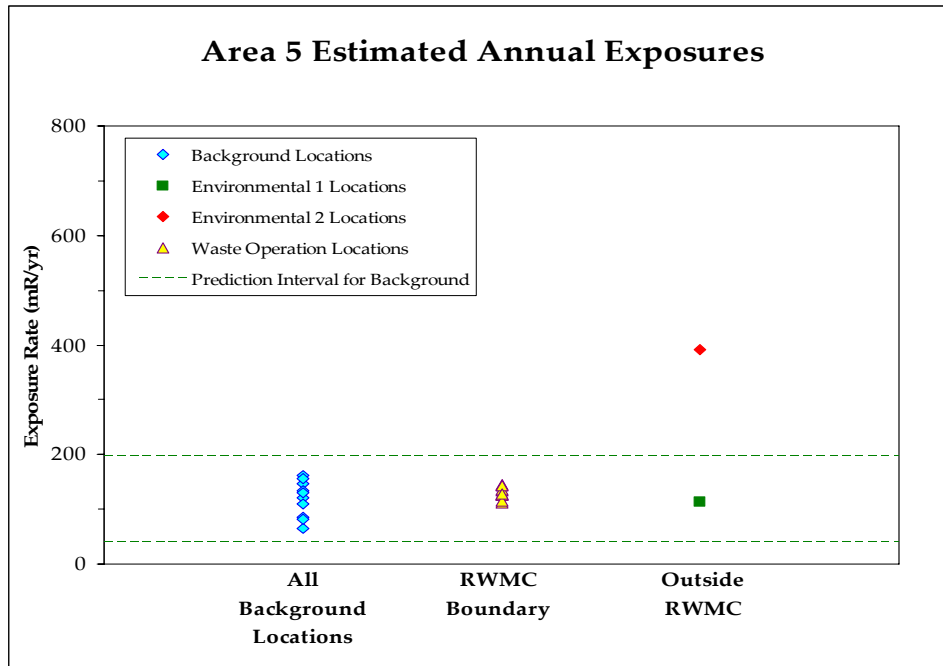 Area 5 Estimated Annual Exposures
800
600
400
200
0
Exposure Rate (mR/yr)
Background Locations
Environmental 1 Locations
Environmental 2 Locations
Waste Operation Locations
Prediction Interval for Background
All
Background
Locations
RWMC
Boundary
Outside
RWMC